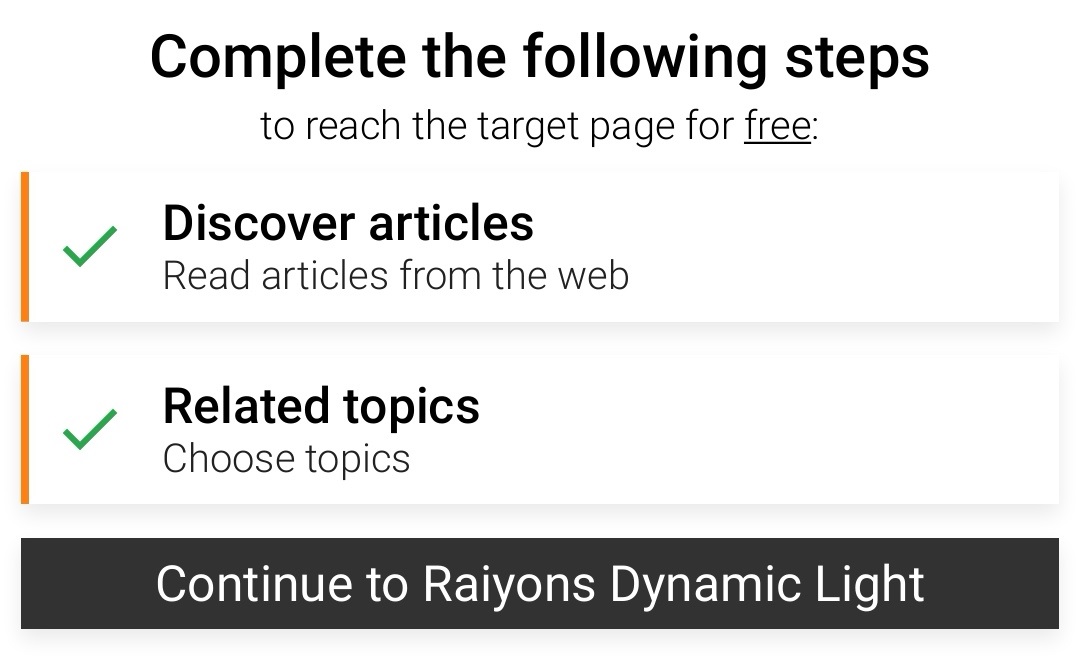 Complete the following steps
to reach the target page for free:
Discover articles
Read articles from the web
Related topics
Choose topics
Continue to Raiyons Dynamic Light